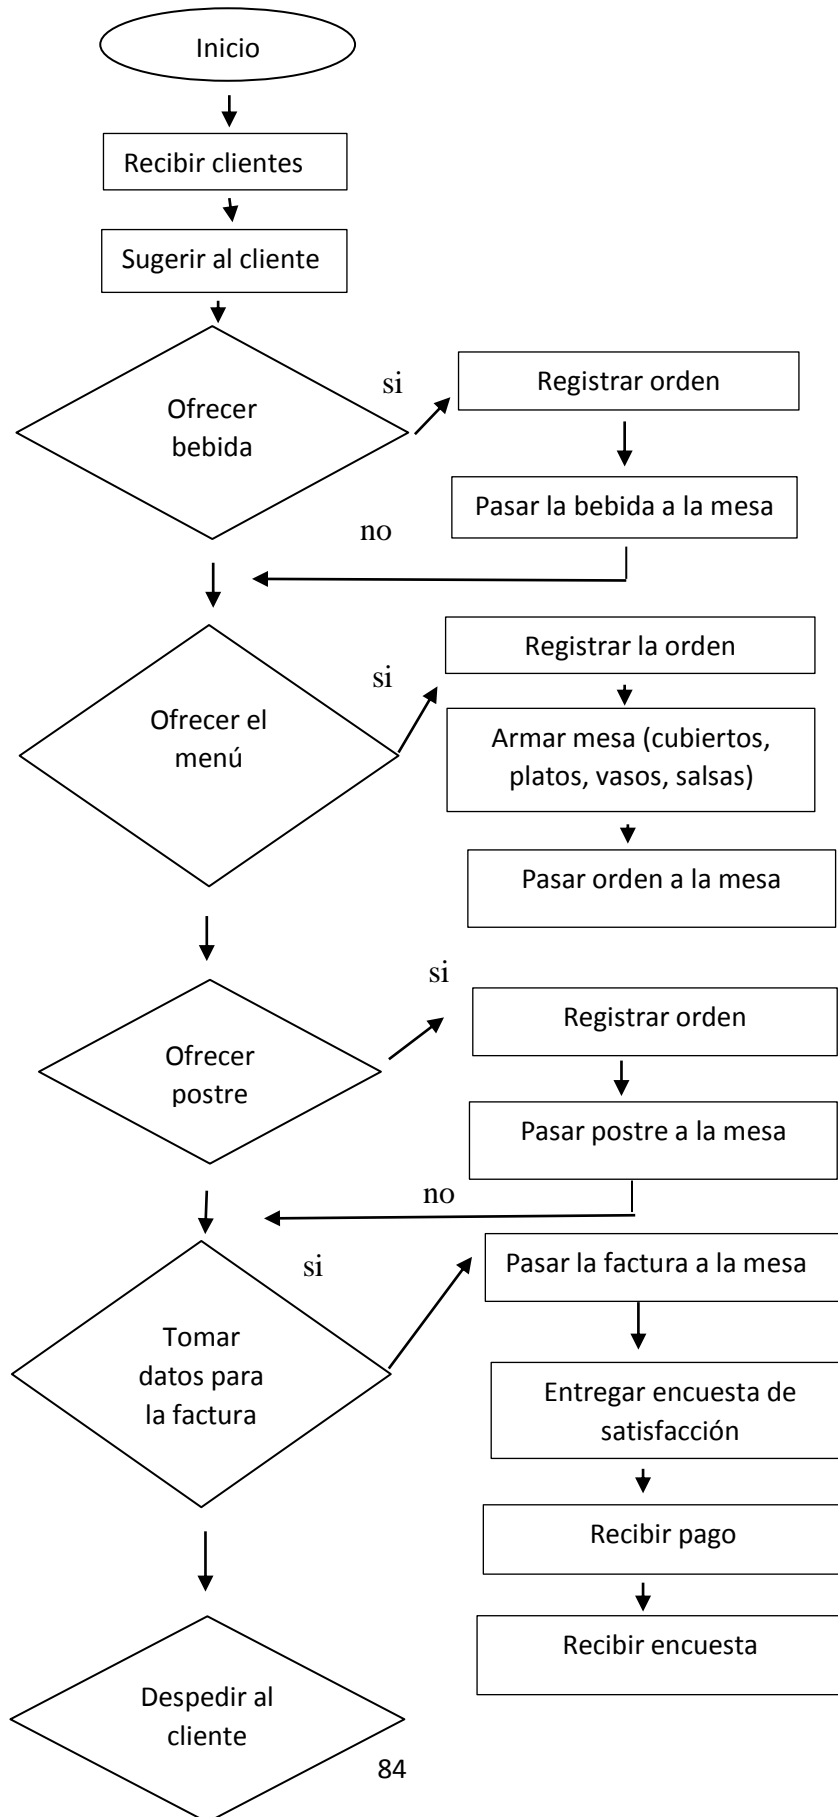 Inicio
Recibir clientes
Sugerir al cliente
Ofrecer
bebida
si
Registrar orden
Pasar la bebida a la mesa
no
Ofrecer el
menú
si
Registrar la orden
Armar mesa (cubiertos,
platos, vasos, salsas)
Pasar orden a la mesa
Ofrecer
postre
si
Registrar orden
Pasar postre a la mesa
no
Tomar
datos para
la factura
si
Pasar la factura a la mesa
Entregar encuesta de
satisfacción
Recibir pago
Recibir encuesta
Despedir al
cliente
84